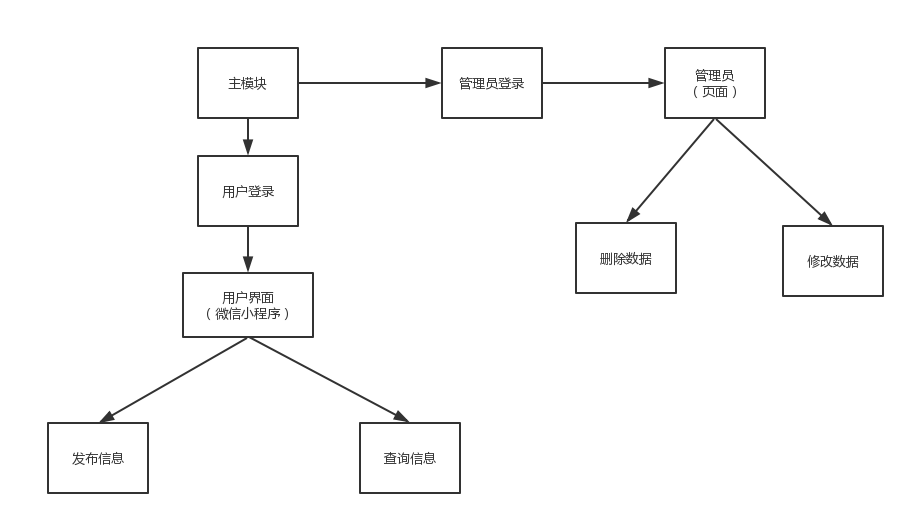 主模块
管理员登录
管理员
（页面）
用户登录
删除数据
修改数据
用户界面
（微信小程序）
发布信息
查询信息